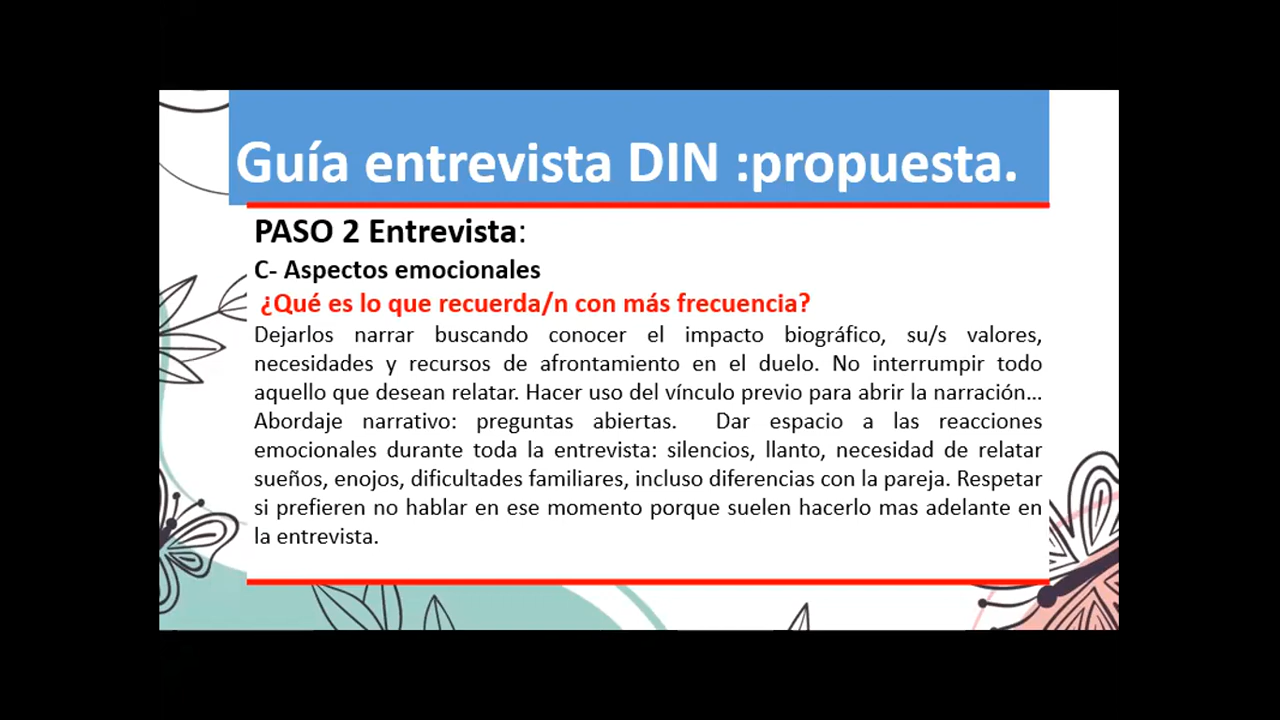 Guía entrevista DIN :propuesta.
PASO 2 Entrevista:
C- Aspectos emocionales
¿Qué es lo que recuerda/n con más frecuencia?
Dejarlos narrar buscando conocer el impacto biográfico, su/s valores,
necesidades y recursos de afrontamiento en el duelo. No interrumpir todo
aquello que desean relatar. Hacer uso del vínculo previo para abrir la narración...
Abordaje narrativo: preguntas abiertas. Dar espacio a las reacciones
emocionales durante toda la entrevista: silencios, llanto, necesidad de relatar
sueños, enojos, dificultades familiares, incluso diferencias con la pareja. Respetar
si prefieren no hablar en ese momento porque suelen hacerlo mas adelante en
la entrevista.